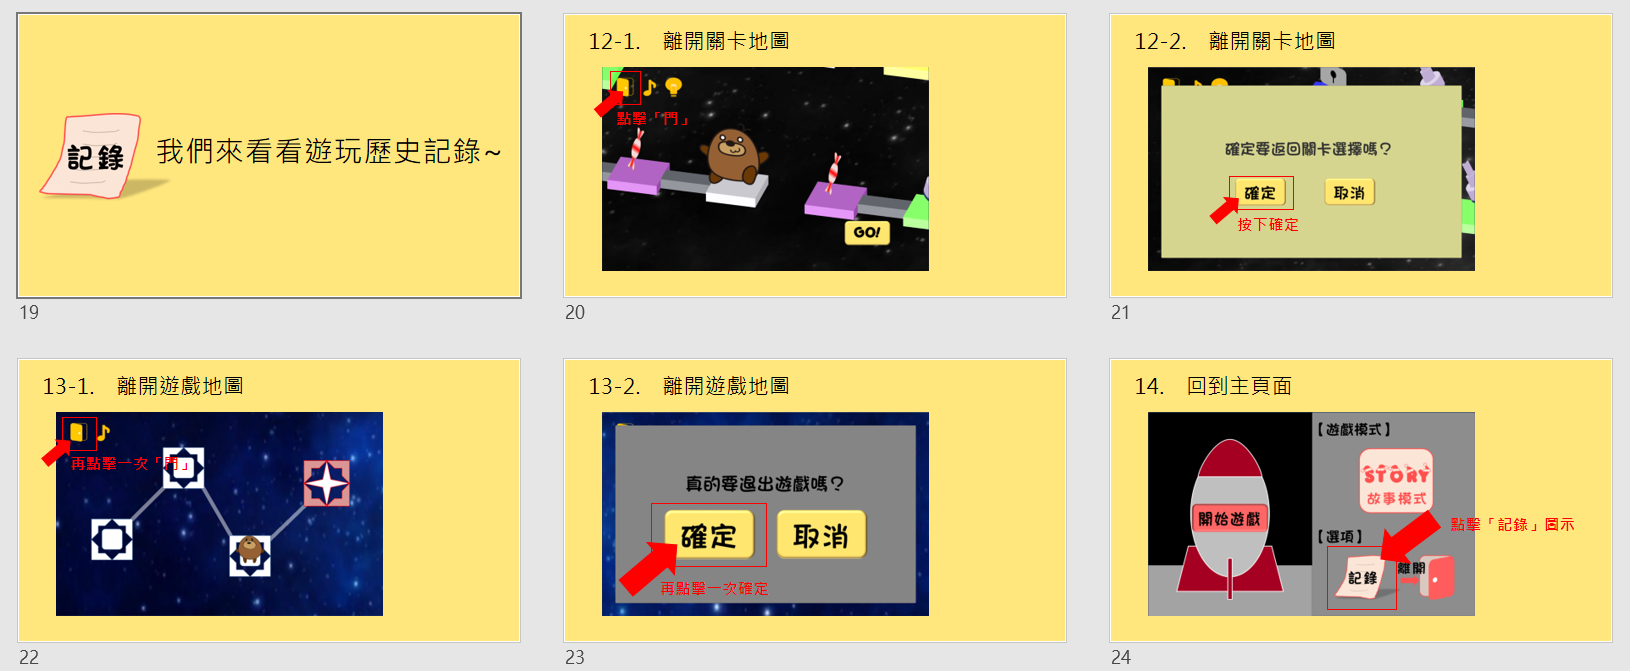 記錄
我們來看看遊玩歷史記錄~
19
12-1. 離開關卡地圖
點擊「門」
GO!
20
12-2. 離開關卡地圖
確定要返回關卡選擇嗎？
確定
取消
按下確定
21
13-1. 離開遊戲地圖
再點擊一次「門」
22
13-2. 離開遊戲地圖
真的要退出遊戲嗎？
確定
取消
再點擊一次確定
23
14. 回到主頁面
【遊戲模式】
STORY
故事模式
開始遊戲
點擊「記錄」圖示
【選項】
記錄
離開
24